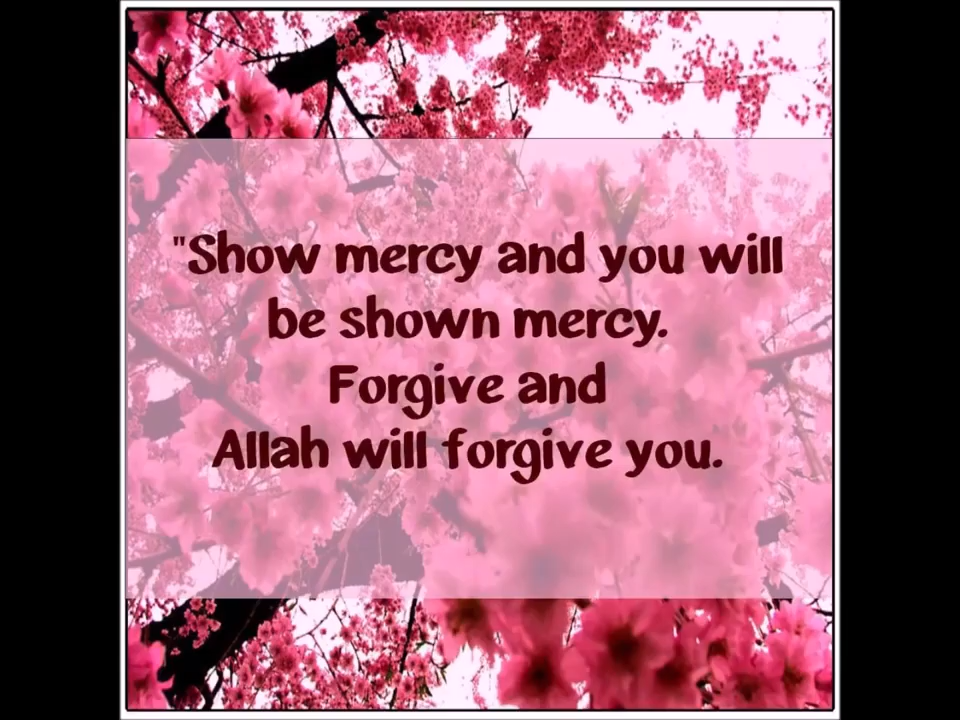 "Show mercy and you will
be shown mercy.
Forgive and
Allah will forgive you.